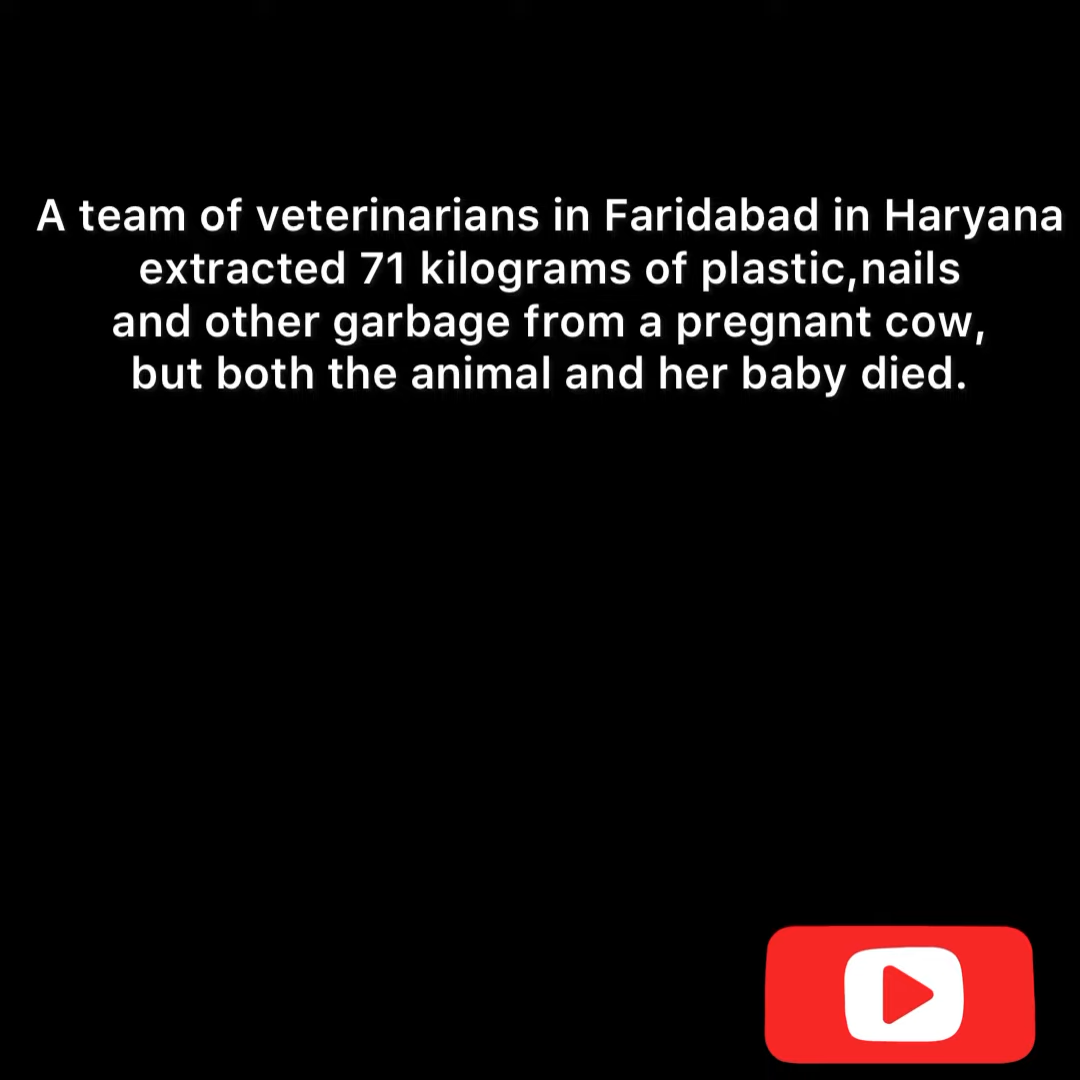 A team of veterinarians in Faridabad in Haryana
extracted 71 kilograms of plastic,nails
and other garbage from a pregnant cow,
but both the animal and her baby died.